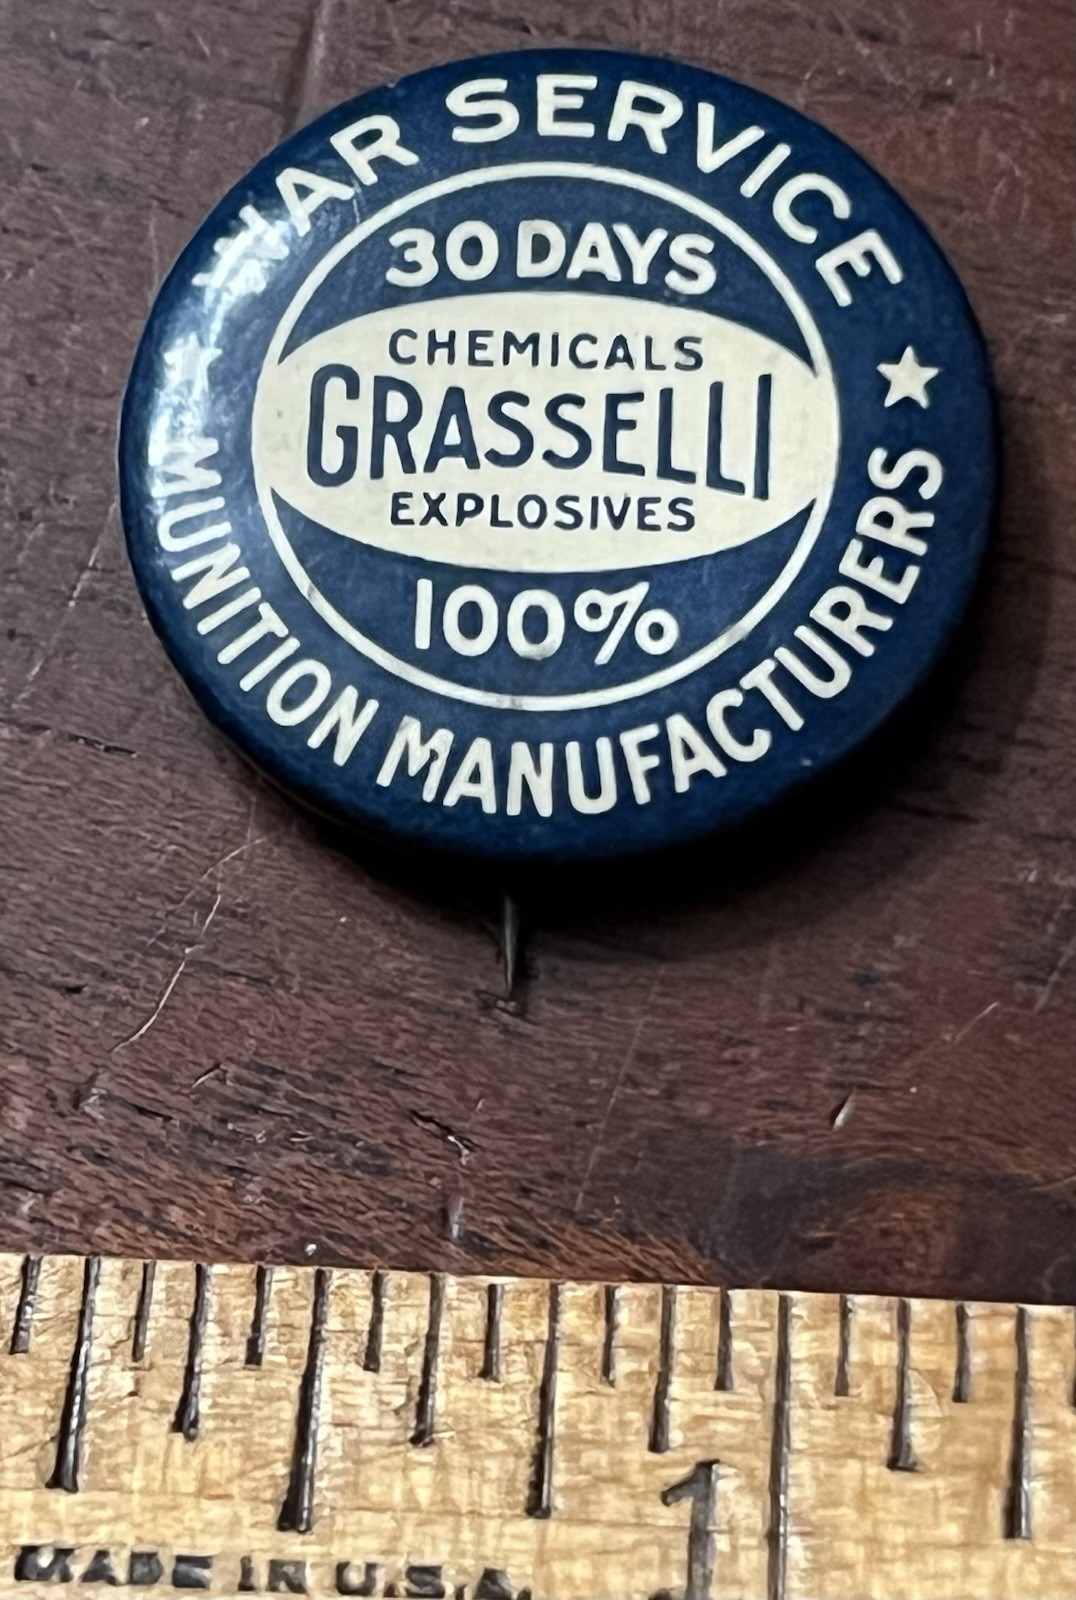 WAR SERVICE
30 DAYS
CHEMICALS
GRASSELLI
EXPLOSIVES
100%
MUNITION MANUFACTURERS
1
MADE IN U.S.A.